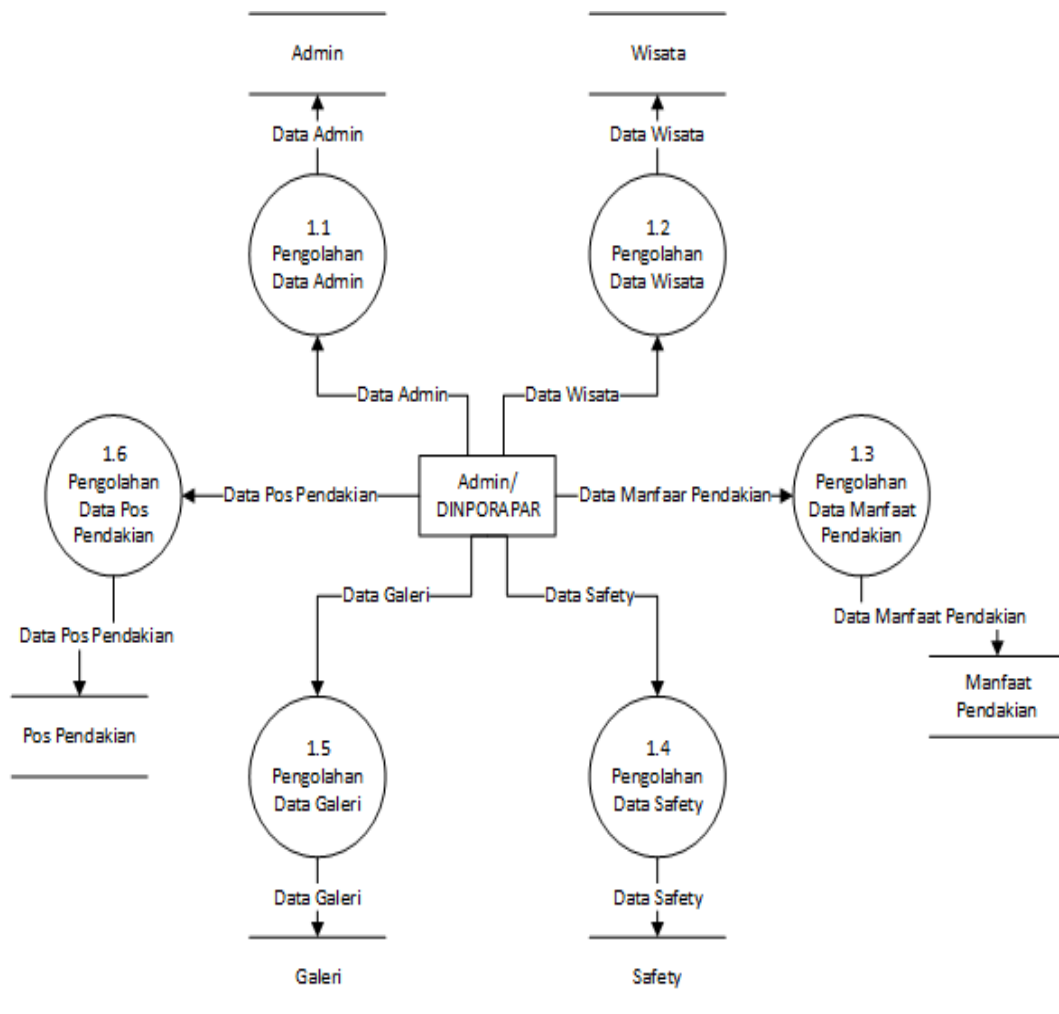 Admin
Wisata
Data Admin
Data Wisata
1.1
Pengolahan
Data Admin
1.2
Pengolahan
Data Wisata
Data Admin
Data Wisata
1.6
Pengolahan
Data Pos
Pendakian
Data Pos Pendakian
Admin/
DINPORAPAR
Data Manfaar Pendakian
1.3
Pengolahan
Data Manfaat
Pendakian
Data Galeri
Data Safety
Data Pos Pendakian
Data Manfaat Pendakian
Pos Pendakian
Manfaat
Pendakian
1.5
Pengolahan
Data Galeri
1.4
Pengolahan
Data Safety
Data Galeri
Data Safety
Galeri
Safety